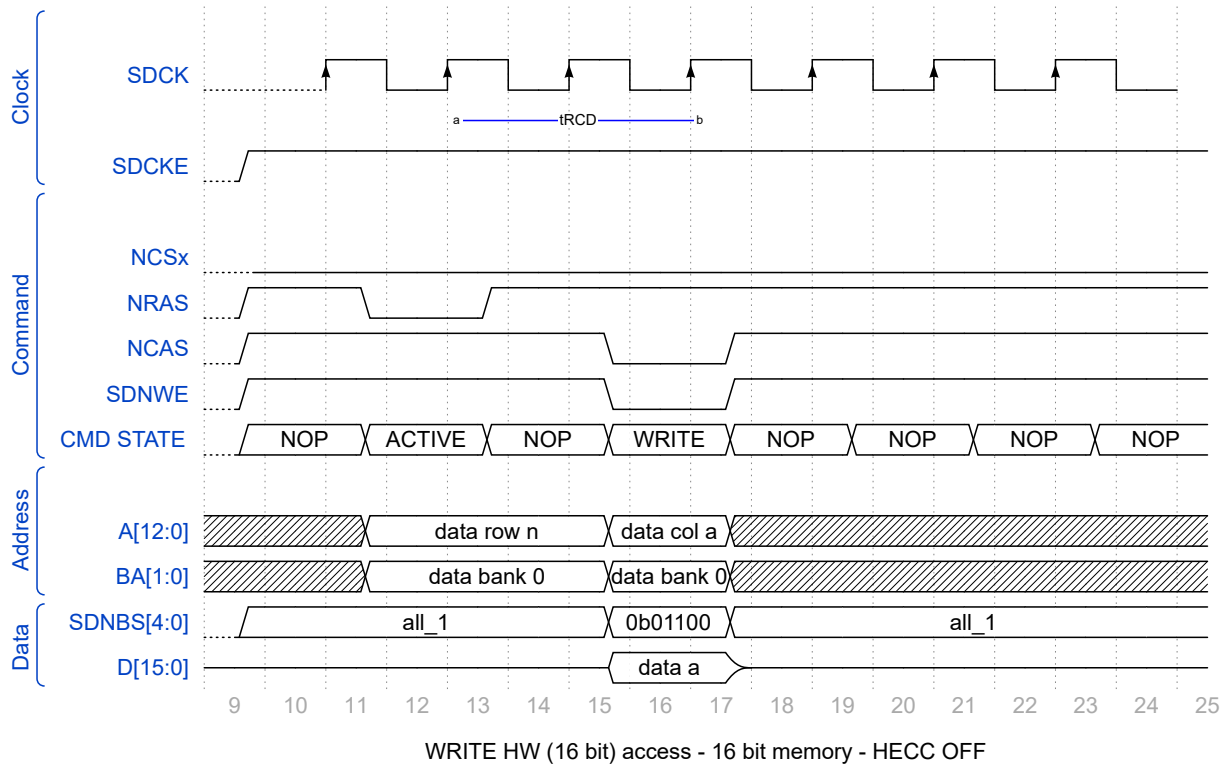 Clock
SDCK
a tRCD b
SDCKE
Command
NCSx
NRAS
NCAS
SDNWE
CMD STATE NOP ACTIVE NOP WRITE NOP NOP NOP NOP
Address
A[12:0] data row n data col a
BA[1:0] data bank 0 data bank 0
Data
SDNBS[4:0] all_1 0b01100 all_1
D[15:0] data a
9 10 11 12 13 14 15 16 17 18 19 20 21 22 23 25
WRITE HW (16 bit) access - 16 bit memory - HECC OFF